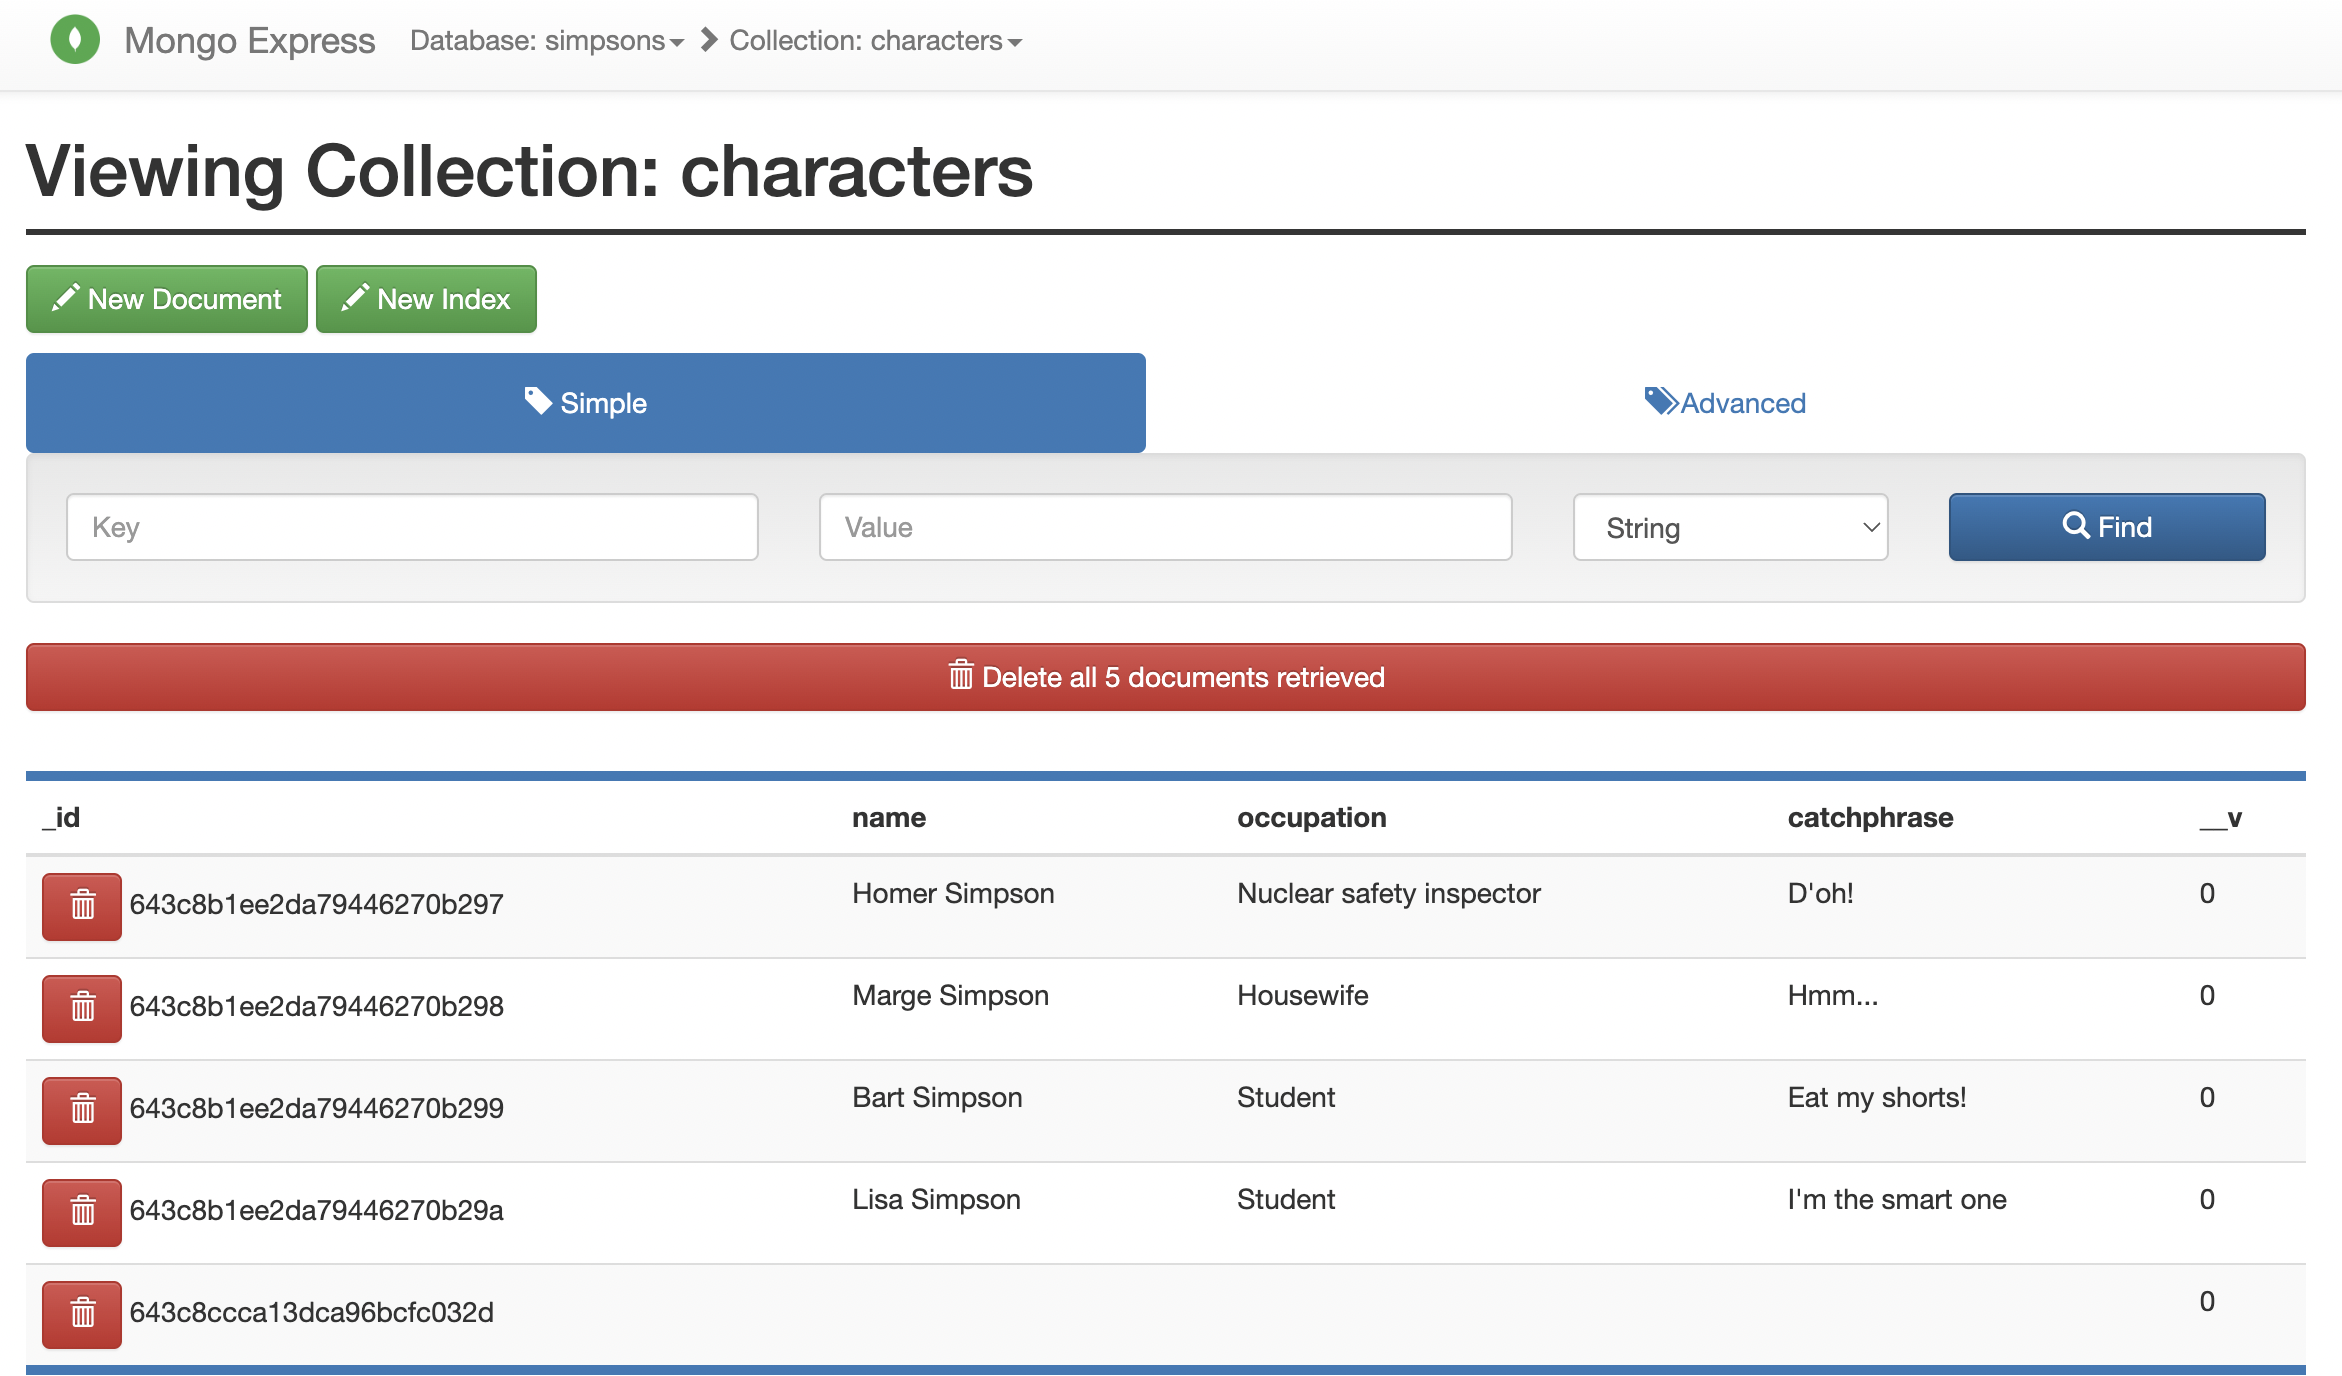 Mongo Express Database: simpsons Collection: characters
Viewing Collection: characters
New Document New Index
Simple Advanced
Key Value String Find
Delete all 5 documents retrieved
_id name occupation catchphrase __v
643c8b1ee2da79446270b297 Homer Simpson Nuclear safety inspector D'oh! 0
643c8b1ee2da79446270b298 Marge Simpson Housewife Hmm... 0
643c8b1ee2da79446270b299 Bart Simpson Student Eat my shorts! 0
643c8b1ee2da79446270b29a Lisa Simpson Student I'm the smart one 0
643c8ccca13dca96bcfc032d 0